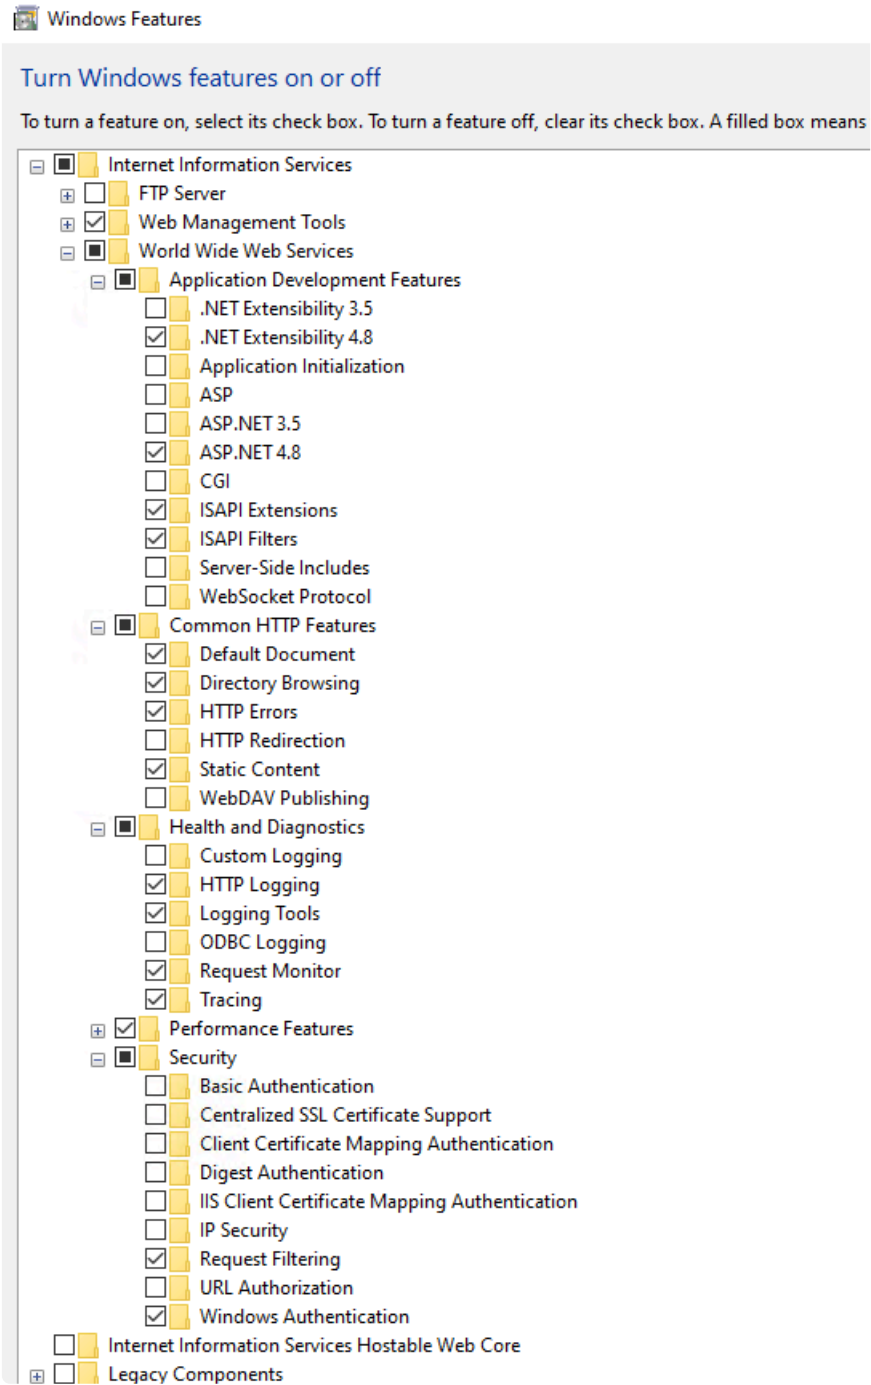 Windows Features
Turn Windows features on or off
To turn a feature on, select its check box. To turn a feature off, clear its check box. A filled box means
Internet Information Services
FTP Server
Web Management Tools
World Wide Web Services
Application Development Features
.NET Extensibility 3.5
.NET Extensibility 4.8
Application Initialization
ASP
ASP.NET 3.5
ASP.NET 4.8
CGI
ISAPI Extensions
ISAPI Filters
Server-Side Includes
WebSocket Protocol
Common HTTP Features
Default Document
Directory Browsing
HTTP Errors
HTTP Redirection
Static Content
WebDAV Publishing
Health and Diagnostics
Custom Logging
HTTP Logging
Logging Tools
ODBC Logging
Request Monitor
Tracing
Performance Features
Security
Basic Authentication
Centralized SSL Certificate Support
Client Certificate Mapping Authentication
Digest Authentication
IIS Client Certificate Mapping Authentication
IP Security
Request Filtering
URL Authorization
Windows Authentication
Internet Information Services Hostable Web Core
Legacy Components